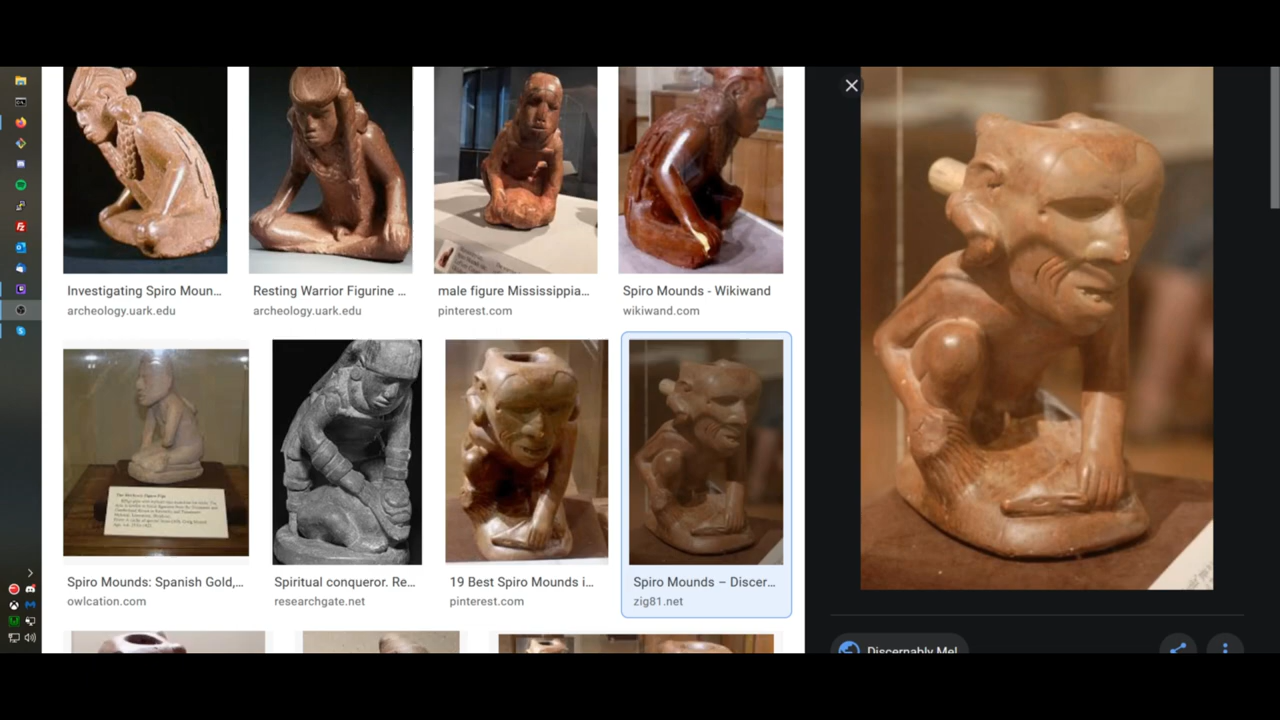 Investigating Spiro Moun...
archeology.uark.edu
Resting Warrior Figurine ...
archeology.uark.edu
male figure Mississippia...
pinterest.com
Spiro Mounds - Wikiwand
wikiwand.com
Spiro Mounds: Spanish Gold,...
owlcation.com
Spiritual conqueror. Re...
researchgate.net
19 Best Spiro Mounds i...
pinterest.com
Spiro Mounds – Discer...
zig81.net
Discernably Me!